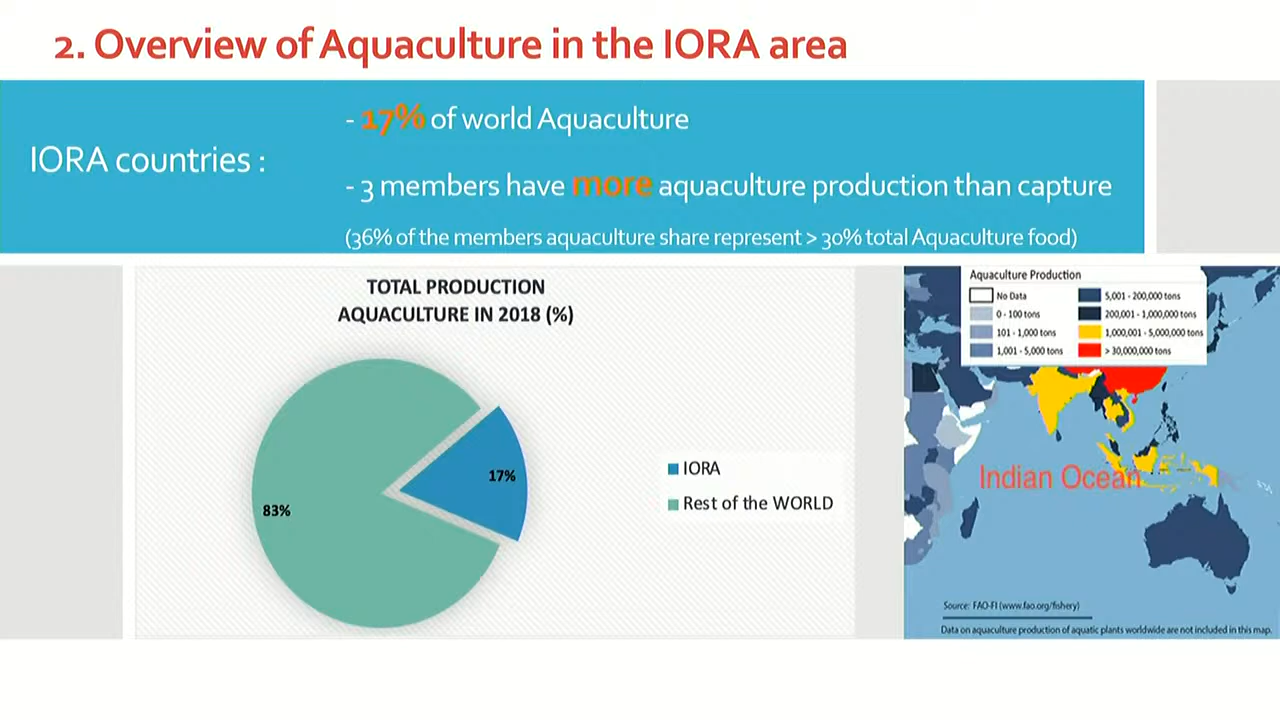 2. Overview of Aquaculture in the IORA area
IORA countries :
- 17% of world Aquaculture
- 3 members have more aquaculture production than capture
(36% of the members aquaculture share represent > 30% total Aquaculture food)
TOTAL PRODUCTION
AQUACULTURE IN 2018 (%)
17%
83%
IORA
Rest of the WORLD
Aquaculture Production
No Data
0 - 100 tons
101 - 1,000 tons
1,001 - 5,000 tons
5,001 - 200,000 tons
200,001 - 1,000,000 tons
1,000,001 - 5,000,000 tons
> 30,000,000 tons
Indian Ocean
Source: FAO-FI (www.fao.org/fishery)
Data on aquaculture production of aquatic plants worldwide are not included in this map.